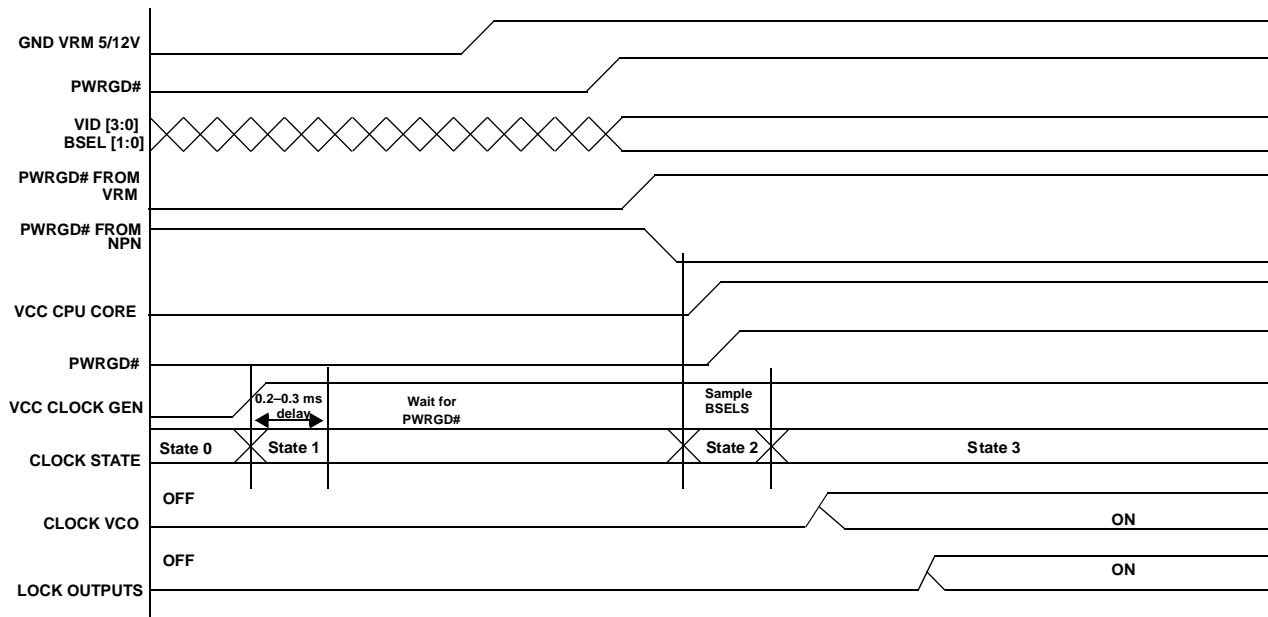 GND VRM 5/12V
PWRGD#
VID [3:0]
BSEL [1:0]
PWRGD# FROM
VRM
PWRGD# FROM
NPN
VCC CPU CORE
PWRGD#
VCC CLOCK GEN
0.2–0.3 ms
delay
Wait for
PWRGD#
Sample
BSELS
CLOCK STATE
State 0
State 1
State 2
State 3
CLOCK VCO
OFF
ON
LOCK OUTPUTS
OFF
ON